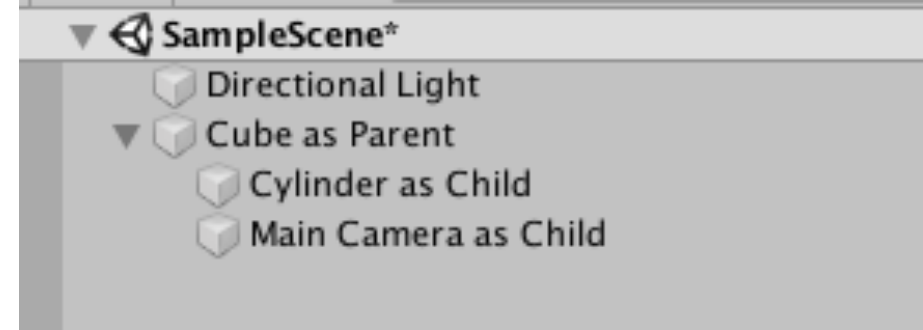 SampleScene*
Directional Light
Cube as Parent
Cylinder as Child
Main Camera as Child